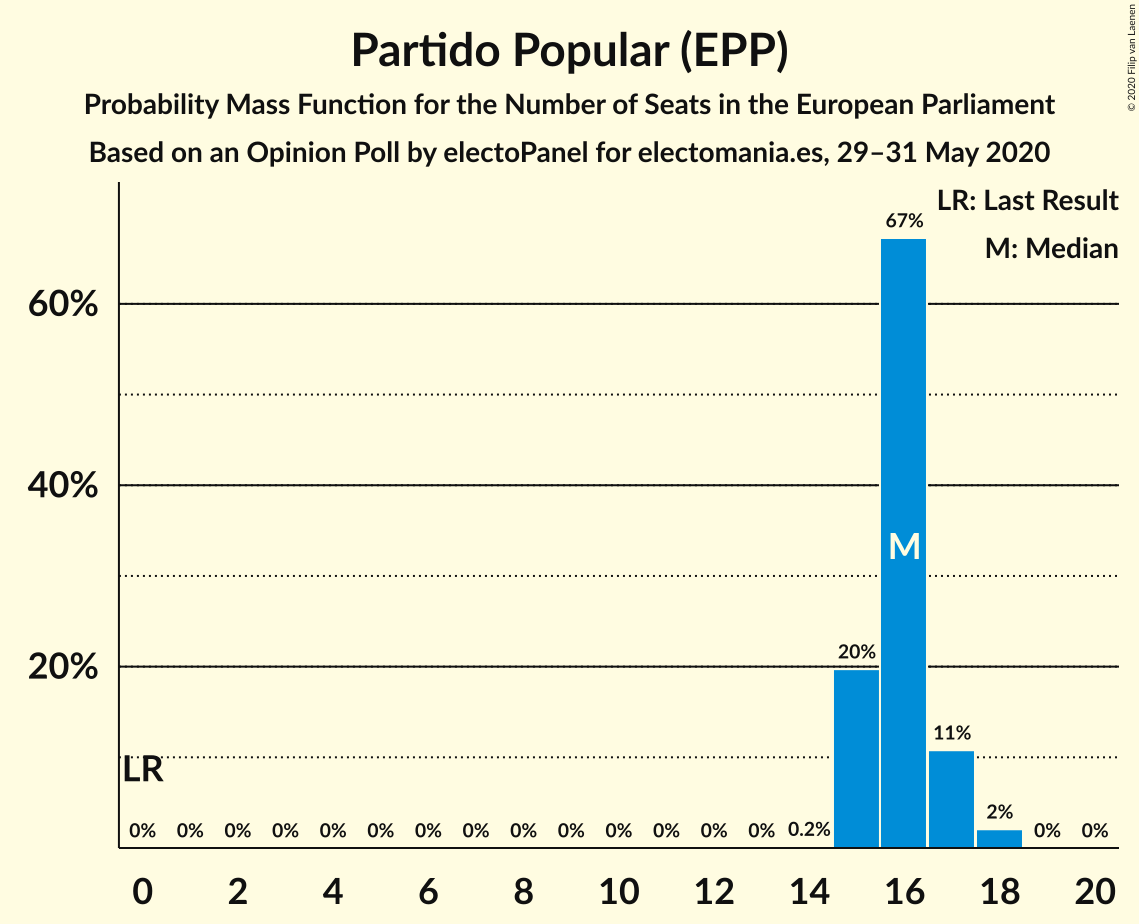 Partido Popular (EPP)
Probability Mass Function for the Number of Seats in the European Parliament
Based on an Opinion Poll by electoPanel for electomania.es, 29–31 May 2020
© 2020 Filip van Laenen
LR: Last Result
M: Median
67%
60%
40%
M
20%
20%
11%
LR
2%
0% 0% 0% 0% 0% 0% 0% 0% 0% 0% 0% 0% 0% 0% 0.2% 0% 0%
0 2 4 6 8 10 12 14 16 18 20